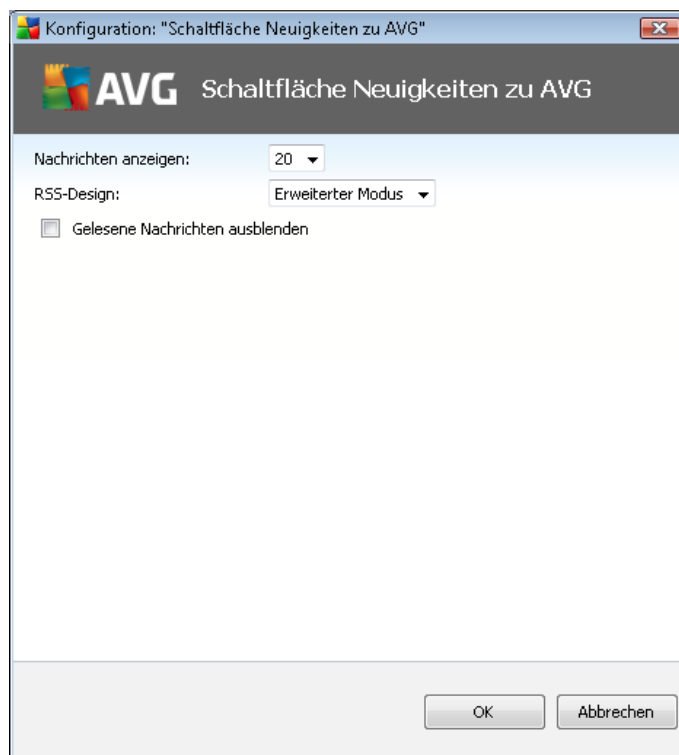 Konfiguration: "Schaltfläche Neuigkeiten zu AVG"
AVG Schaltfläche Neuigkeiten zu AVG
Nachrichten anzeigen: 20
RSS-Design: Erweiterter Modus
Gelesene Nachrichten ausblenden
OK Abbrechen